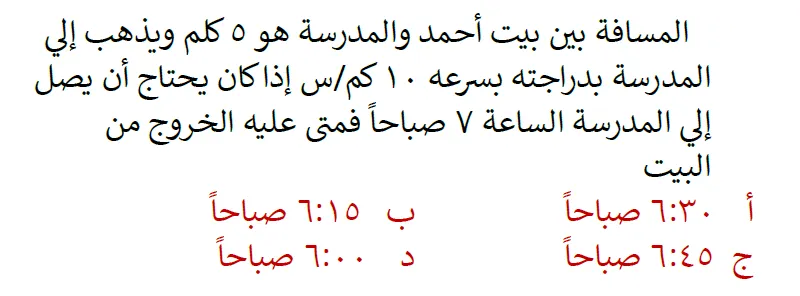 المسافة بين بيت أحمد والمدرسة هو ٥ كلم ويذهب إلي
المدرسة بدراجته بسرعه ١٠ كم/س إذا كان يحتاج أن يصل
إلي المدرسة الساعة ٧ صباحاً فمتى عليه الخروج من
البيت
أ ٦:٣٠ صباحاً ب ٦:١٥ صباحاً
ج ٦:٤٥ صباحاً د ٦:٠٠ صباحاً